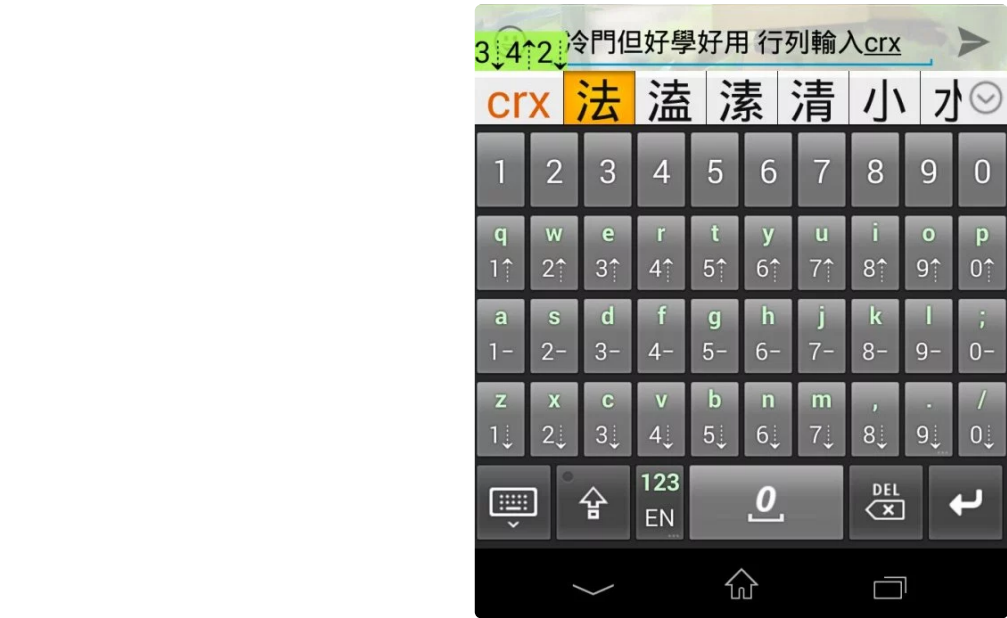 冷門但好學好用 行列輸入crx
3⇣4⇡2⇣
crx 法 溘 潫 清 小
1 2 3 4 5 6 7 8 9 0
q w e r t y u i o p
1⇡ 2⇡ 3⇡ 4⇡ 5⇡ 6⇡ 7⇡ 8⇡ 9⇡ 0⇡
a s d f g h j k l ;
1- 2- 3- 4- 5- 6- 7- 8- 9- 0-
z x c v b n m , . /
1⇣ 2⇣ 3⇣ 4⇣ 5⇣ 6⇣ 7⇣ 8⇣ 9⇣ 0⇣
123
EN
0
DEL